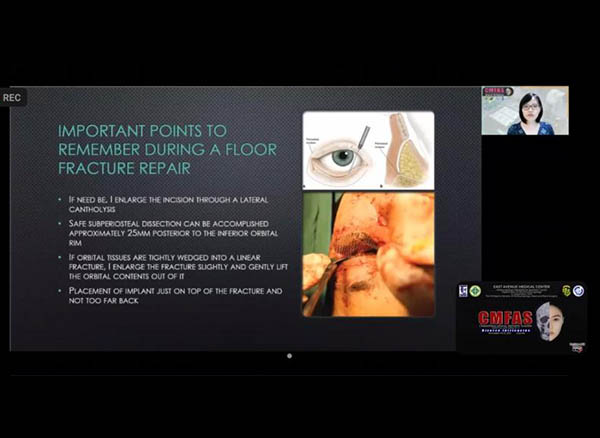 REC
IMPORTANT POINTS TO
REMEMBER DURING A FLOOR
FRACTURE REPAIR
• IF NEED BE, I ENLARGE THE INCISION THROUGH A LATERAL
CANTHOLYSIS
• SAFE SUBPERIOSTEAL DISSECTION CAN BE ACCOMPLISHED
APPROXIMATELY 25MM POSTERIOR TO THE INFERIOR ORBITAL
RIM
• IF ORBITAL TISSUES ARE TIGHTLY WEDGED INTO A LINEAR
FRACTURE, I ENLARGE THE FRACTURE SLIGHTLY AND GENTLY LIFT
THE ORBITAL CONTENTS OUT OF IT
• PLACEMENT OF IMPLANT JUST ON TOP OF THE FRACTURE AND
NOT TOO FAR BACK
CMFAS
EAST AVENUE MEDICAL CENTER
CMFAS